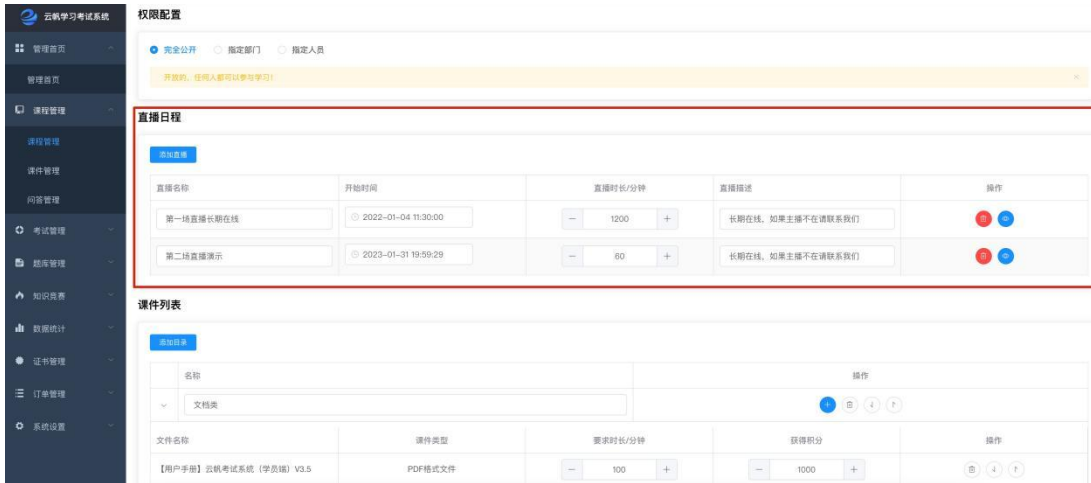 云帆学习考试系统
管理首页
管理首页
课程管理
课程管理
课件管理
问答管理
考试管理
题库管理
知识竞赛
数据统计
证书管理
订单管理
系统设置
权限配置
完全公开 指定部门 指定人员
开放的，任何人都可以参与学习！
直播日程
添加直播
直播名称 开始时间 直播时长/分钟 直播描述 操作
第一场直播长期在线 2022-01-04 11:30:00 1200 长期在线，如果主播不在请联系我们
第二场直播演示 2023-01-31 19:59:29 60 长期在线，如果主播不在请联系我们
课件列表
添加目录
名称 操作
文档类
文件名称 课件类型 要求时长/分钟 获得积分 操作
【用户手册】云帆考试系统（学员端）V3.5 PDF格式文件 100 1000